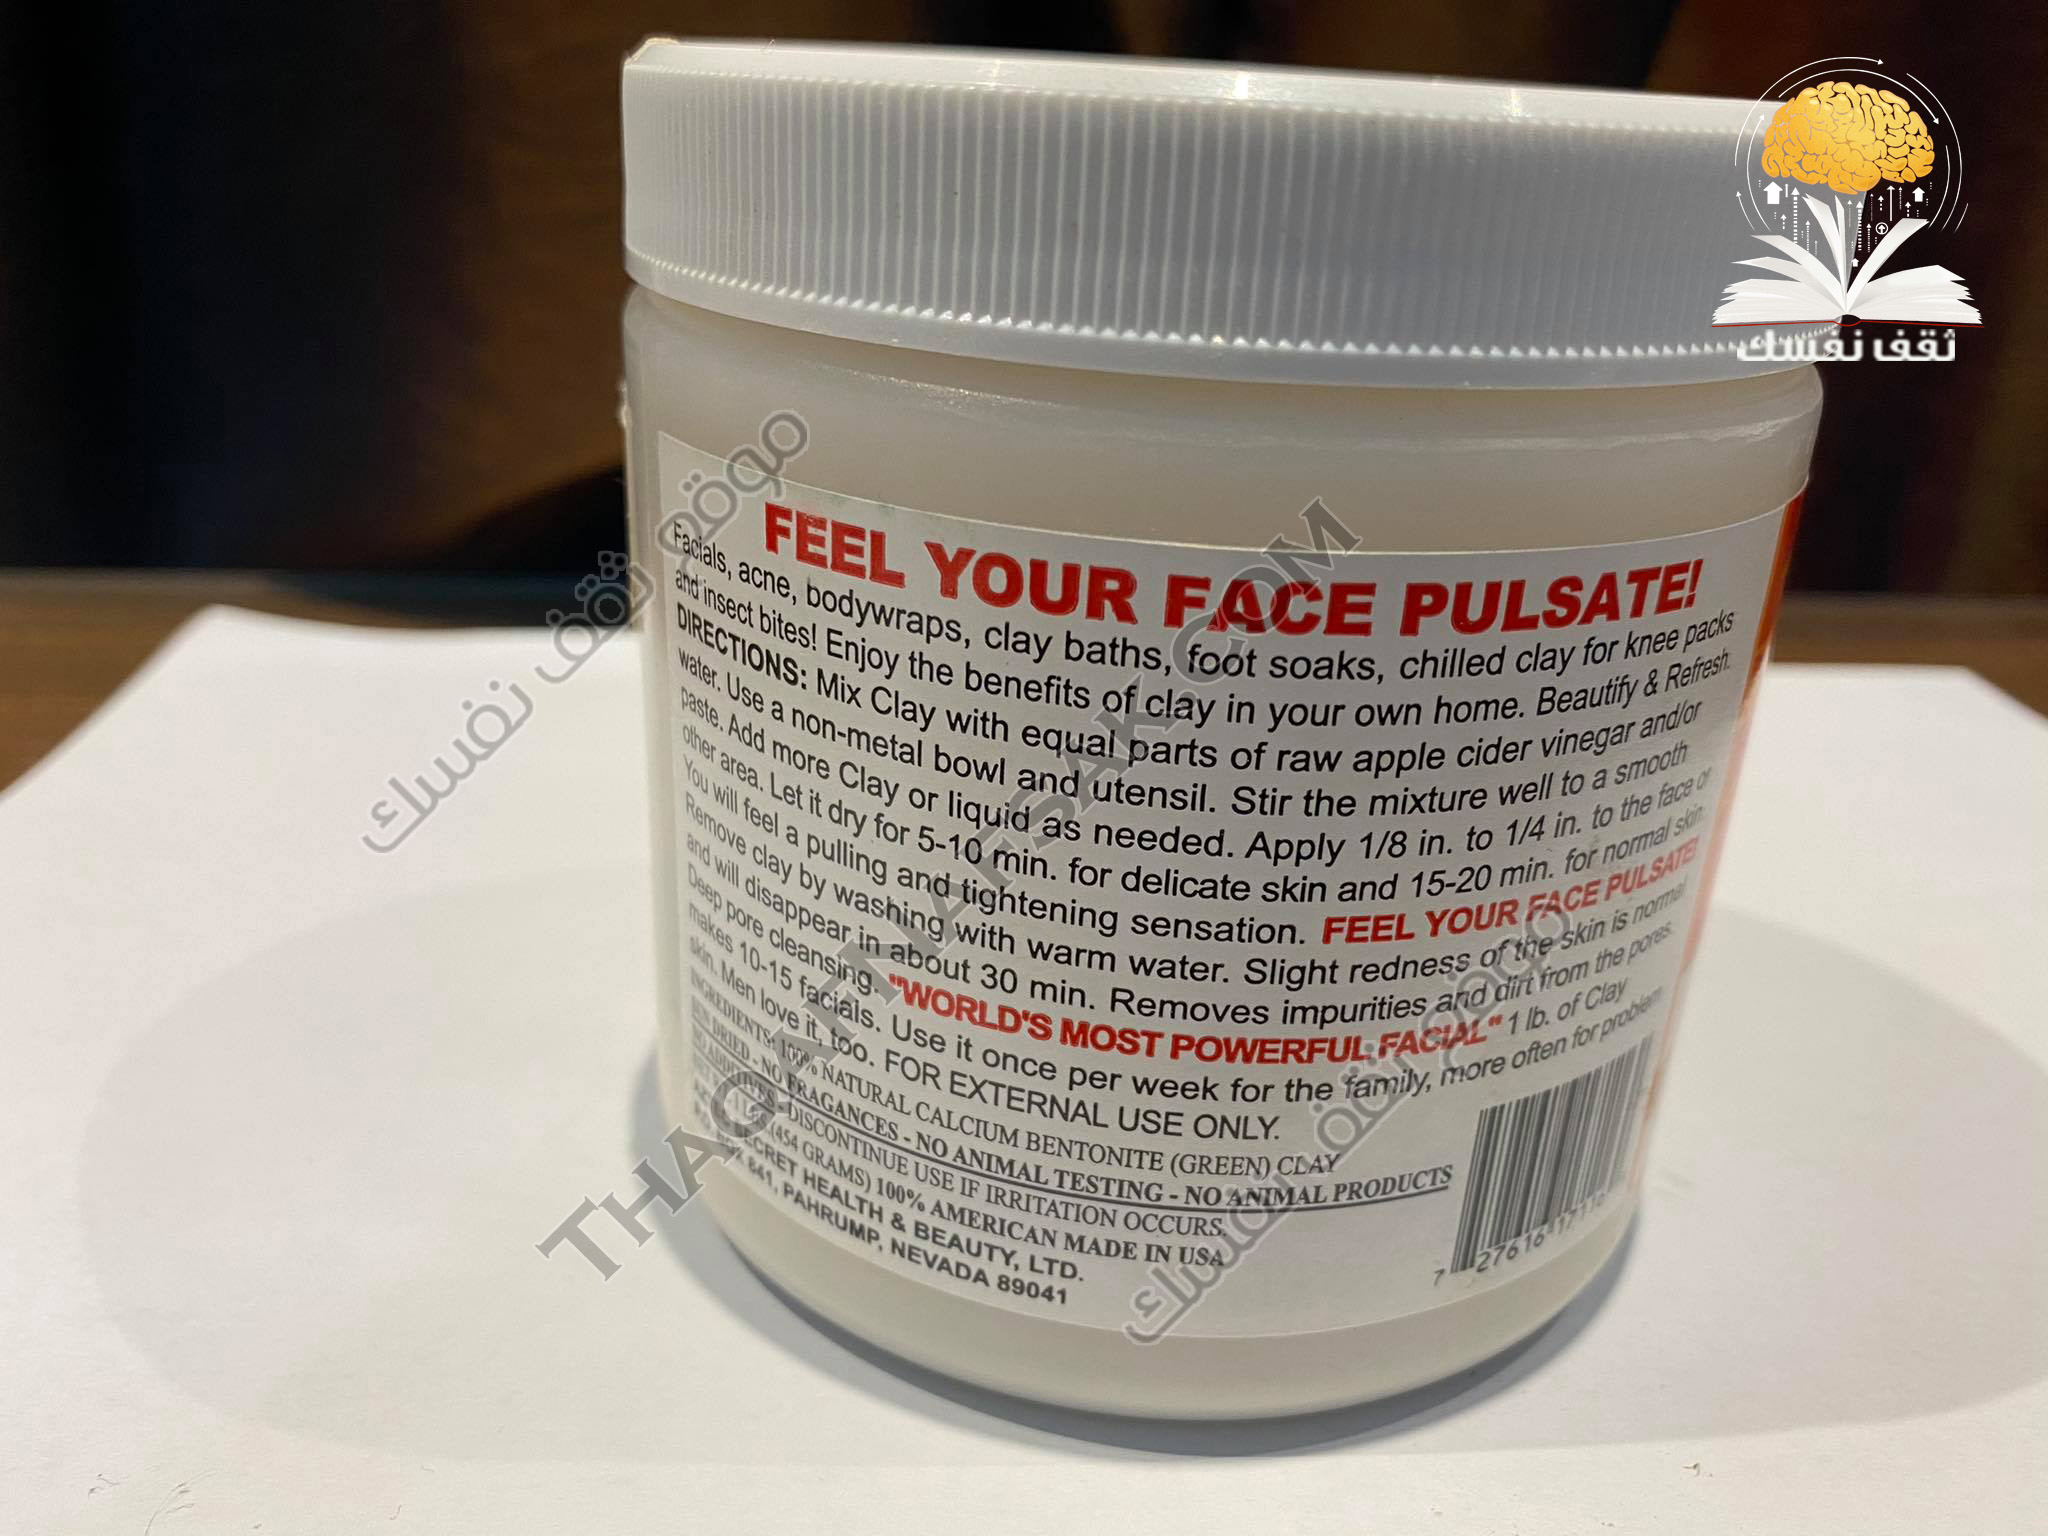 ثقف نفسك
FEEL YOUR FACE PULSATE!
Facials, acne, bodywraps, clay baths, foot soaks, chilled clay for knee packs
and insect bites! Enjoy the benefits of clay in your own home. Beautify & Refresh.
DIRECTIONS: Mix Clay with equal parts of raw apple cider vinegar and/or
water. Use a non-metal bowl and utensil. Stir the mixture well to a smooth
paste. Add more Clay or liquid as needed. Apply 1/8 in. to 1/4 in. to the face or
other area. Let it dry for 5-10 min. for delicate skin and 15-20 min. for normal skin.
You will feel a pulling and tightening sensation. FEEL YOUR FACE PULSATE!
Remove clay by washing with warm water. Slight redness of the skin is normal
and will disappear in about 30 min. Removes impurities and dirt from the pores.
Deep pore cleansing. "WORLD'S MOST POWERFUL FACIAL" 1 lb. of Clay
makes 10-15 facials. Use it once per week for the family, more often for problem
skin. Men love it, too. FOR EXTERNAL USE ONLY.
INGREDIENTS: 100% NATURAL CALCIUM BENTONITE (GREEN) CLAY
SUN DRIED - NO FRAGANCES - NO ANIMAL TESTING - NO ANIMAL PRODUCTS
NO ADDITIVES - DISCONTINUE USE IF IRRITATION OCCURS.
(454 GRAMS) 100% AMERICAN MADE IN USA
SECRET HEALTH & BEAUTY, LTD.
P.O. BOX 841, PAHRUMP, NEVADA 89041
7 27616 17116
موقع ثقف نفسك
THAQAFNAFSAK.COM
موقع ثقف نفسك